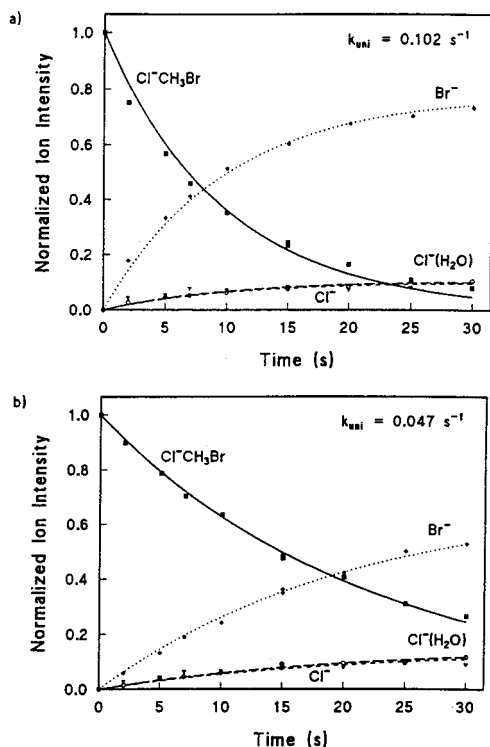 a)
k_uni = 0.102 s⁻¹
Cl⁻CH₃Br
Br⁻
Cl⁻(H₂O)
Cl⁻
Normalized Ion Intensity
1.0
0.8
0.6
0.4
0.2
0.0
0 5 10 15 20 25 30
Time (s)
b)
k_uni = 0.047 s⁻¹
Cl⁻CH₃Br
Br⁻
Cl⁻(H₂O)
Cl⁻
Normalized Ion Intensity
1.0
0.8
0.6
0.4
0.2
0.0
0 5 10 15 20 25 30
Time (s)